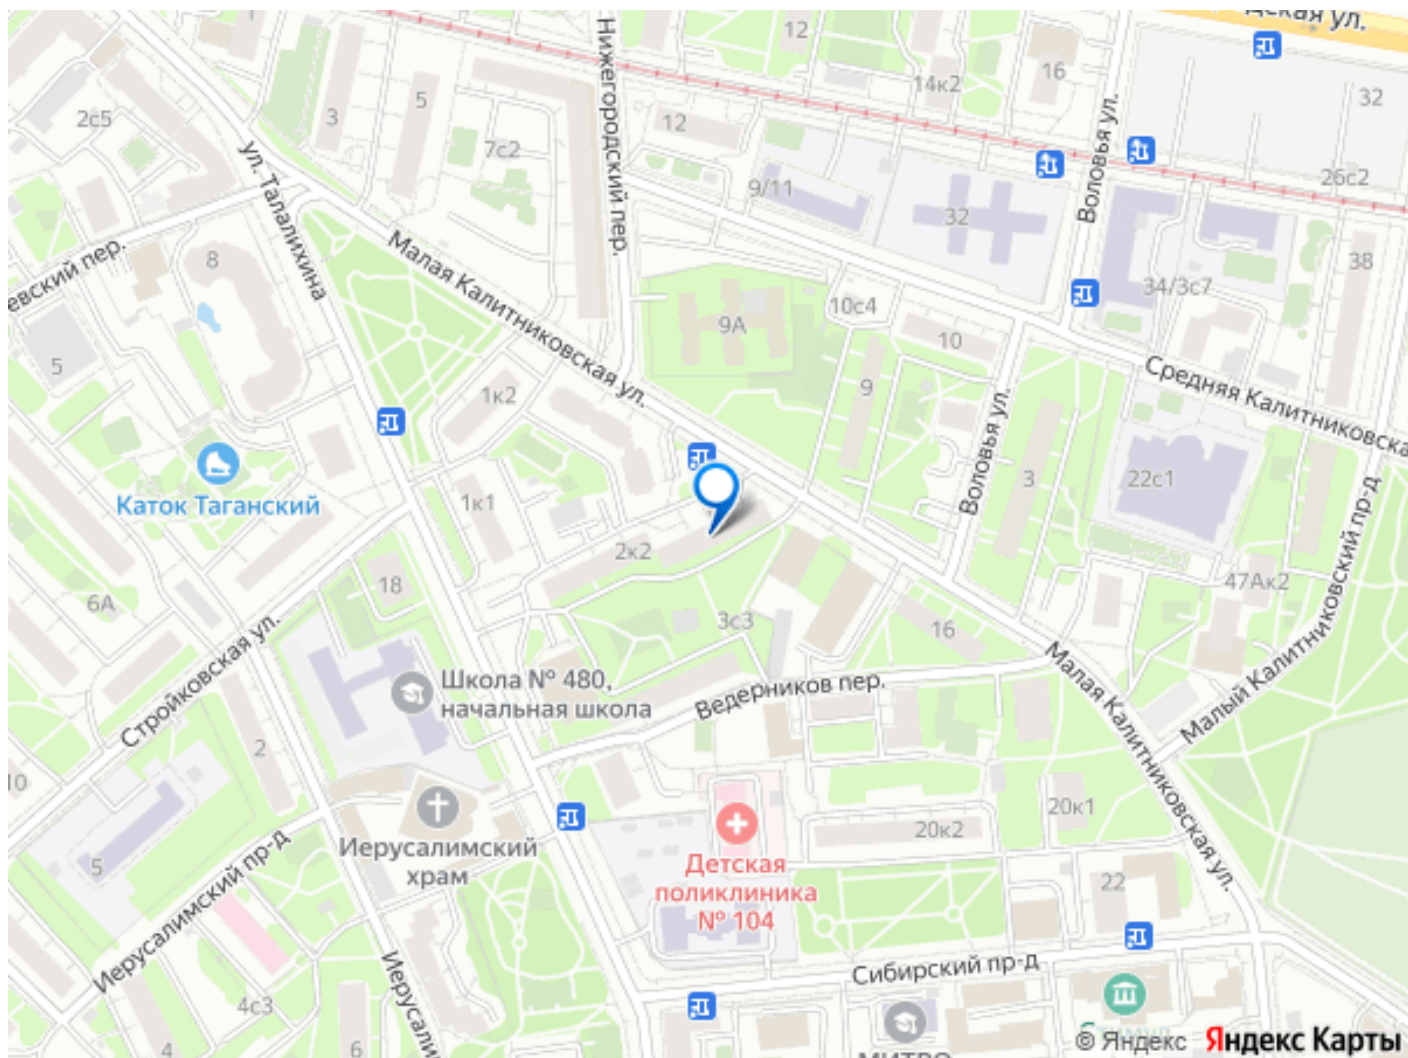 дская ул.
12
Нижегородский пер.
14к2
16
32
5
3
2с5
7с2
12
9/11
32
Воловья ул.
26с2
ул. Талалихина
Малая Калитниковская ул.
евский пер.
8
34/3с7
38
10с4
9А
10
5
9
1к2
Средняя Калитниковска
Воловья ул.
Каток Таганский
1к1
3
22с1
2к2
18
6А
3с3
16
47Ак2
Малый Калитниковский пр-д
Стройковская ул.
Школа № 480,
начальная школа
Ведерников пер.
Малая Калитниковская ул.
2
10
5
Иерусалимский
храм
Иерусалимский пр-д
20к2
20к1
Детская
поликлиника
№ 104
22
Сибирский пр-д
Иерусали
4с3
4
6
МИТРО
© Яндекс Яндекс Карты